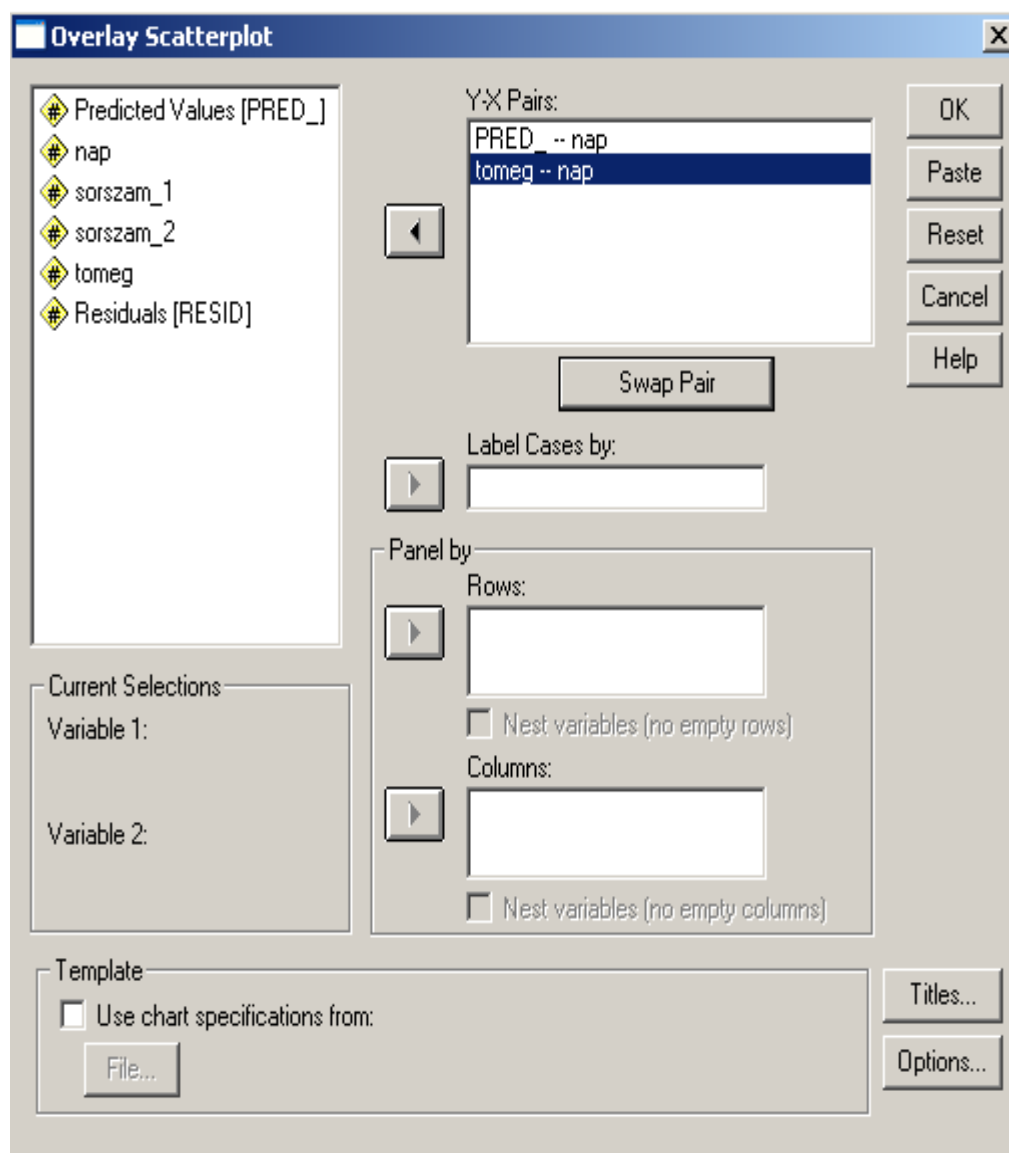 Overlay Scatterplot
Predicted Values [PRED_]
nap
sorszam_1
sorszam_2
tomeg
Residuals [RESID]
Y-X Pairs:
PRED_ -- nap
tomeg -- nap
Swap Pair
OK
Paste
Reset
Cancel
Help
Label Cases by:
Panel by
Rows:
Nest variables (no empty rows)
Columns:
Nest variables (no empty columns)
Current Selections
Variable 1:
Variable 2:
Template
Use chart specifications from:
File...
Titles...
Options...